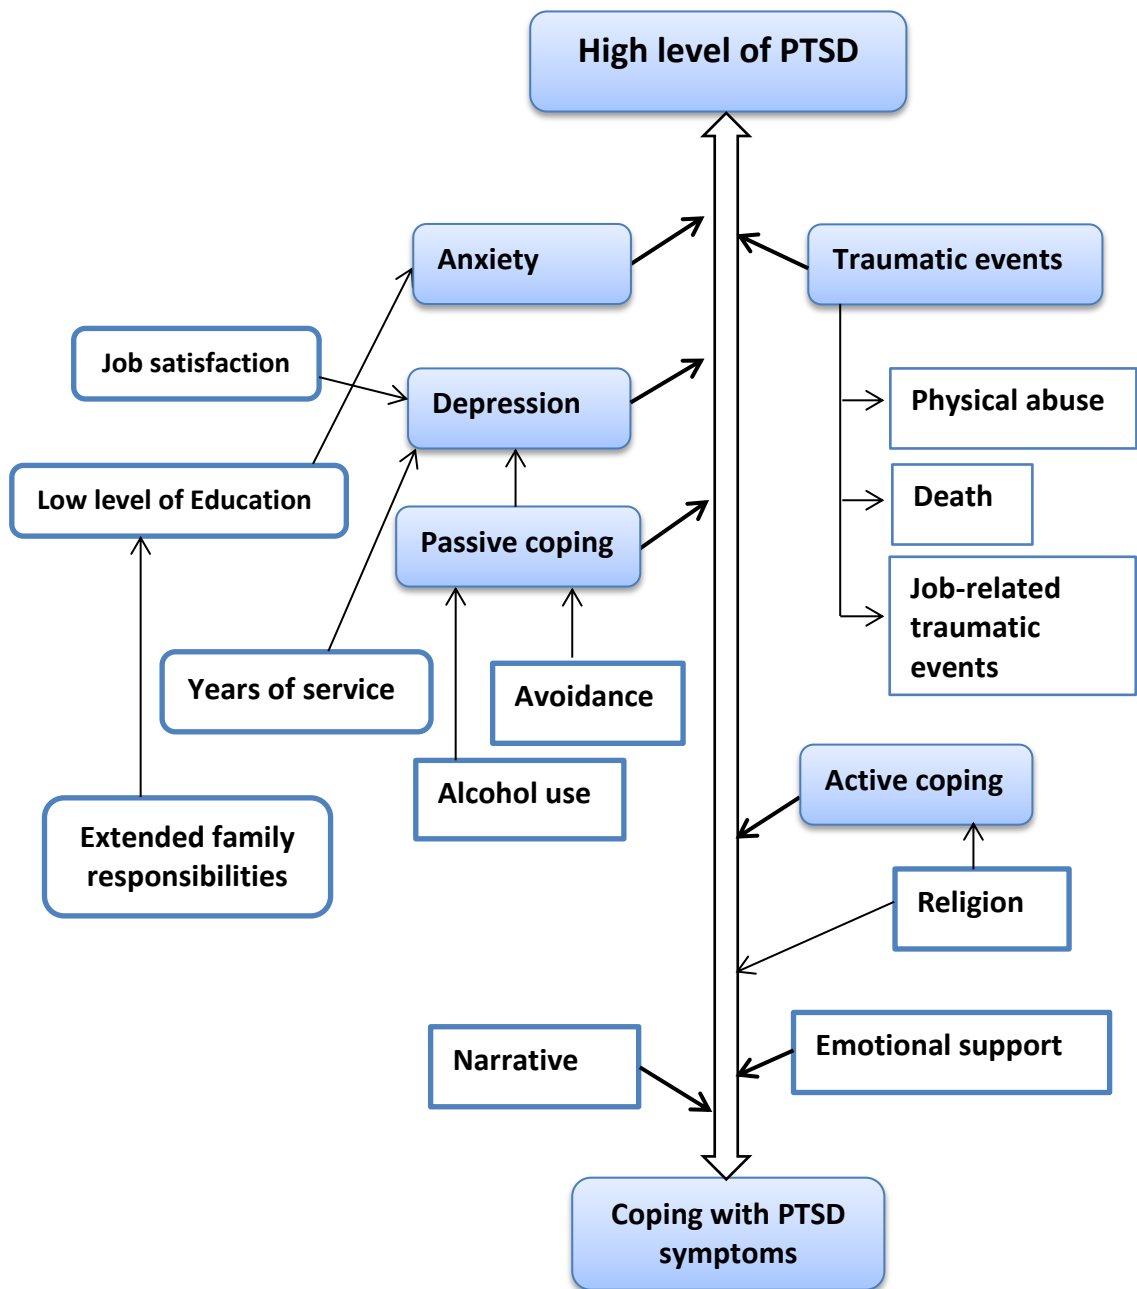 High level of PTSD
Anxiety
Traumatic events
Job satisfaction
Depression
Physical abuse
Low level of Education
Death
Passive coping
Job-related
traumatic
events
Years of service
Avoidance
Active coping
Alcohol use
Extended family
responsibilities
Religion
Narrative
Emotional support
Coping with PTSD
symptoms